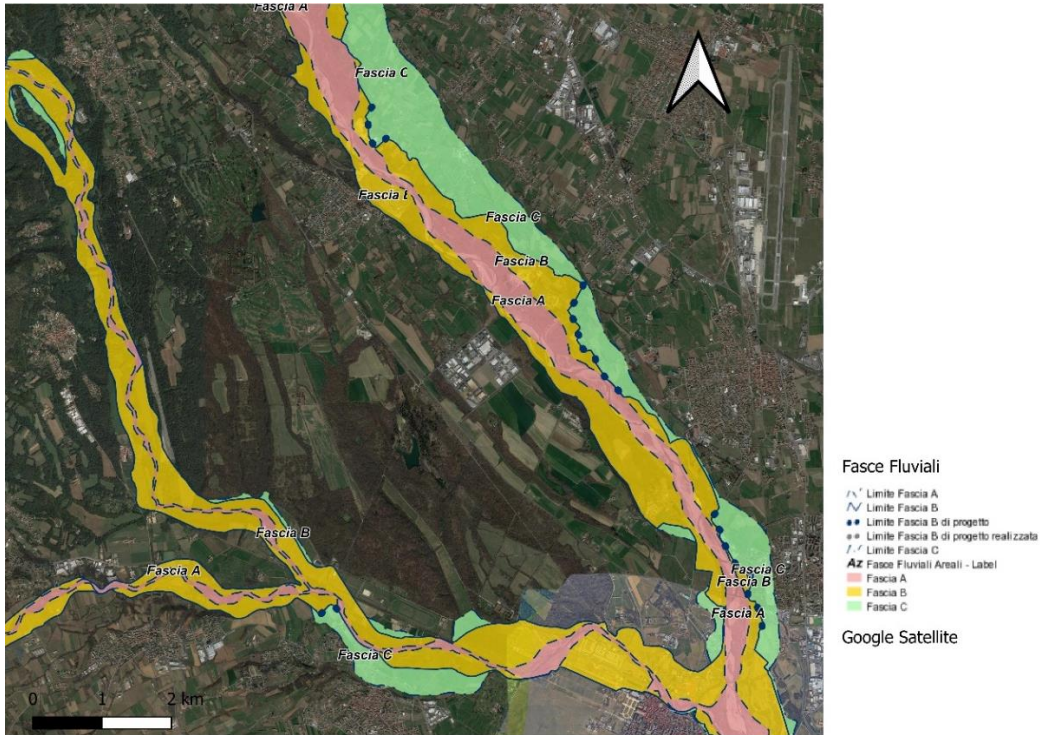 Fascia A
Fascia C
Fascia B
Fascia C
Fascia B
Fascia A
Fascia B
Fascia A
Fascia C
Fascia C
Fascia B
Fascia A
0 1 2 km
Fasce Fluviali
Limite Fascia A
Limite Fascia B
Limite Fascia B di progetto
Limite Fascia B di progetto realizzata
Limite Fascia C
Az Fasce Fluviali Areali - Label
Fascia A
Fascia B
Fascia C
Google Satellite